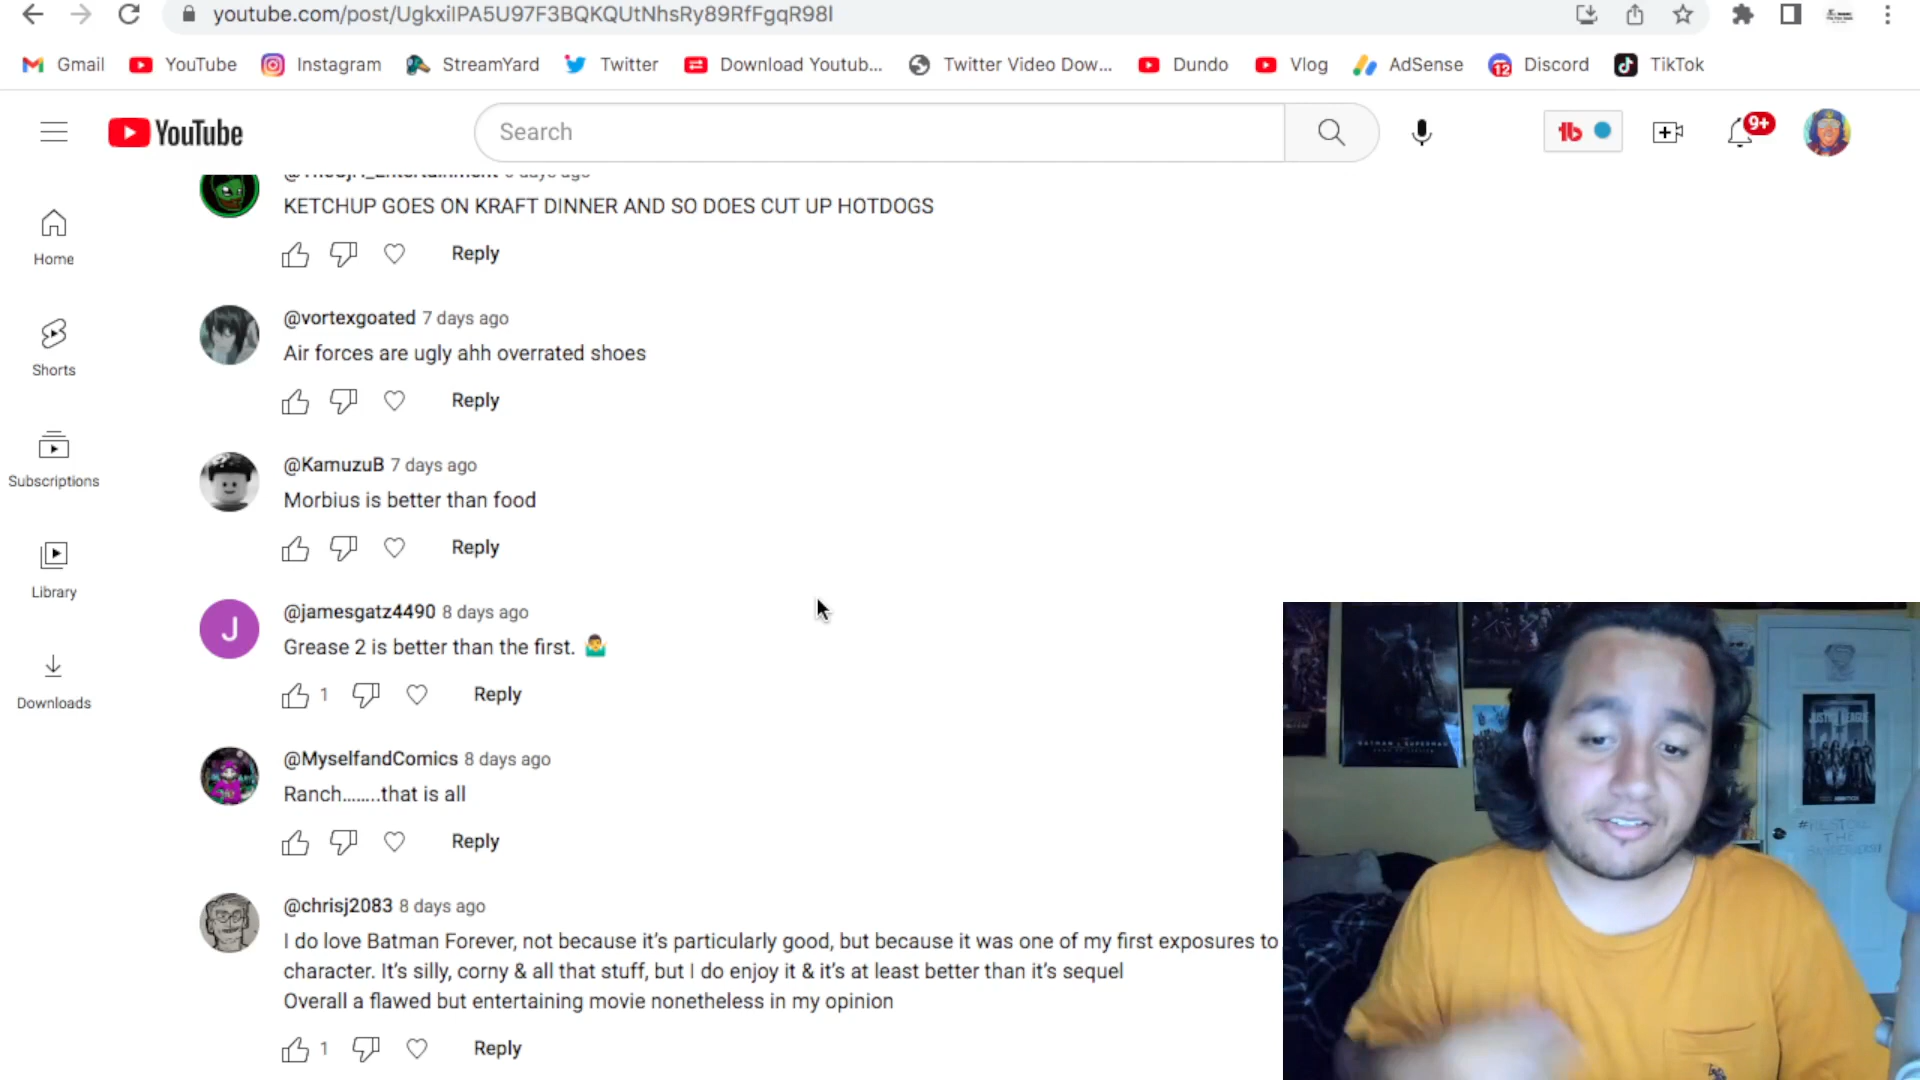 youtube.com/post/UgkxiIPA5U97F3BQKQUtNhsRy89RfFgqR98I
Gmail YouTube Instagram StreamYard Twitter Download Youtub... Twitter Video Dow... Dundo Vlog AdSense 12 Discord TikTok
YouTube
Search
9+
Home
Shorts
Subscriptions
Library
Downloads
KETCHUP GOES ON KRAFT DINNER AND SO DOES CUT UP HOTDOGS
Reply
@vortexgoated 7 days ago
Air forces are ugly ahh overrated shoes
Reply
@KamuzuB 7 days ago
Morbius is better than food
Reply
J
@jamesgatz4490 8 days ago
Grease 2 is better than the first.
1 Reply
@MyselfandComics 8 days ago
Ranch........that is all
Reply
@chrisj2083 8 days ago
I do love Batman Forever, not because it's particularly good, but because it was one of my first exposures to
character. It's silly, corny & all that stuff, but I do enjoy it & it's at least better than it's sequel
Overall a flawed but entertaining movie nonetheless in my opinion
1 Reply
BATMAN v SUPERMAN
JUSTICE LEAGUE
THE